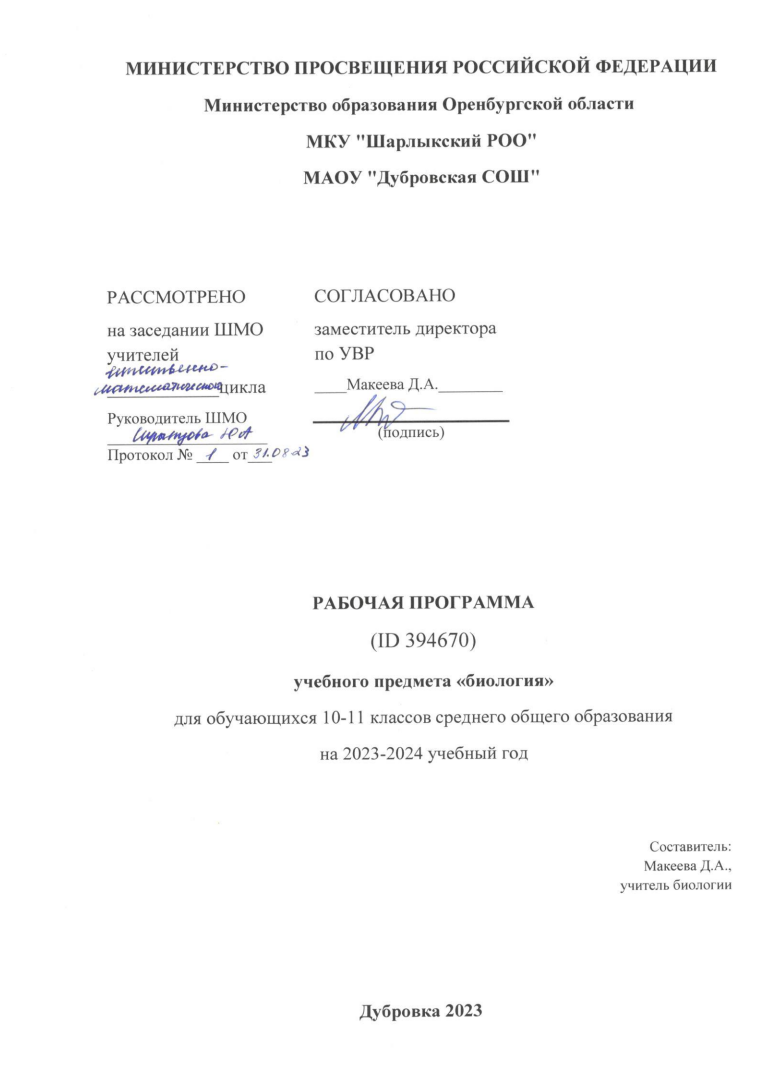 МИНИСТЕРСТВО ПРОСВЕЩЕНИЯ РОССИЙСКОЙ ФЕДЕРАЦИИ
Министерство образования Оренбургской области
МКУ "Шарлыкский РОО"
МАОУ "Дубровская СОШ"
РАССМОТРЕНО
на заседании ШМО
учителей
естественно-
математического цикла
Руководитель ШМО
Ю.А
Протокол № 1 от 31.08 23
СОГЛАСОВАНО
заместитель директора
по УВР
____Макеева Д.А.________
(подпись)
РАБОЧАЯ ПРОГРАММА
(ID 394670)
учебного предмета «биология»
для обучающихся 10-11 классов среднего общего образования
на 2023-2024 учебный год
Составитель:
Макеева Д.А.,
учитель биологии
Дубровка 2023